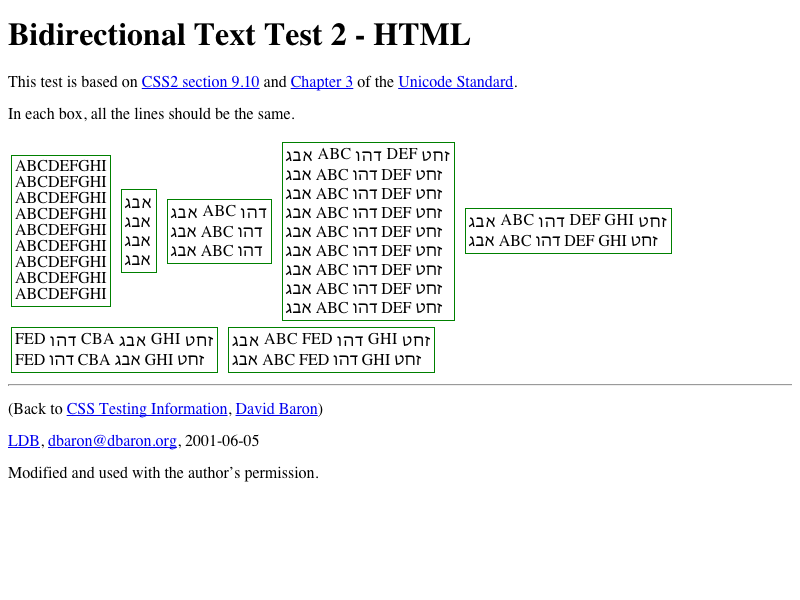 Bidirectional Text Test 2 - HTML
This test is based on CSS2 section 9.10 and Chapter 3 of the Unicode Standard.
In each box, all the lines should be the same.
ABCDEFGHI
ABCDEFGHI
ABCDEFGHI
ABCDEFGHI
ABCDEFGHI
ABCDEFGHI
ABCDEFGHI
ABCDEFGHI
ABCDEFGHI
אבג
אבג
אבג
אבג
אבג ABC דהו
אבג ABC דהו
אבג ABC דהו
אבג ABC דהו DEF זחט
אבג ABC דהו DEF זחט
אבג ABC דהו DEF זחט
אבג ABC דהו DEF זחט
אבג ABC דהו DEF זחט
אבג ABC דהו DEF זחט
אבג ABC דהו DEF זחט
אבג ABC דהו DEF זחט
אבג ABC דהו DEF זחט
אבג ABC דהו DEF GHI זחט
אבג ABC דהו DEF GHI זחט
FED דהו CBA אבג GHI זחט
FED דהו CBA אבג GHI זחט
אבג ABC FED דהו GHI זחט
אבג ABC FED דהו GHI זחט
(Back to CSS Testing Information, David Baron)
LDB, dbaron@dbaron.org, 2001-06-05
Modified and used with the author's permission.